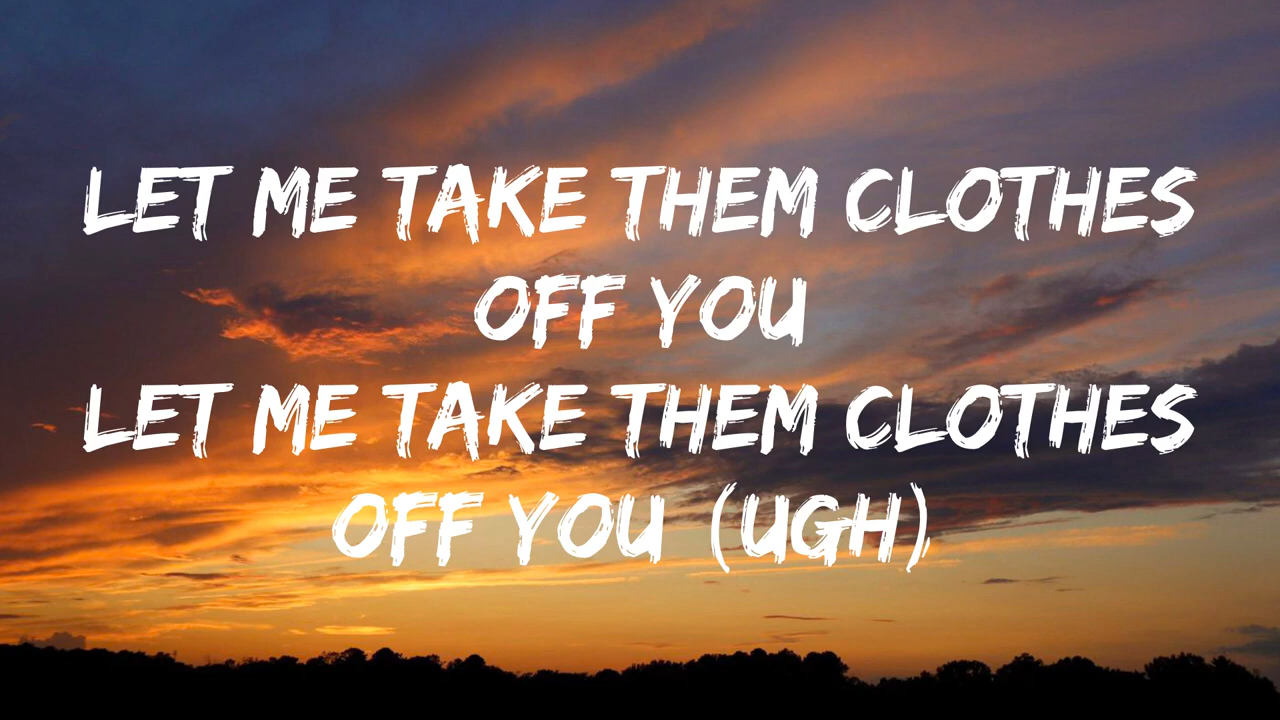 LET ME TAKE THEM CLOTHES
OFF YOU
LET ME TAKE THEM CLOTHES
OFF YOU (UGH)